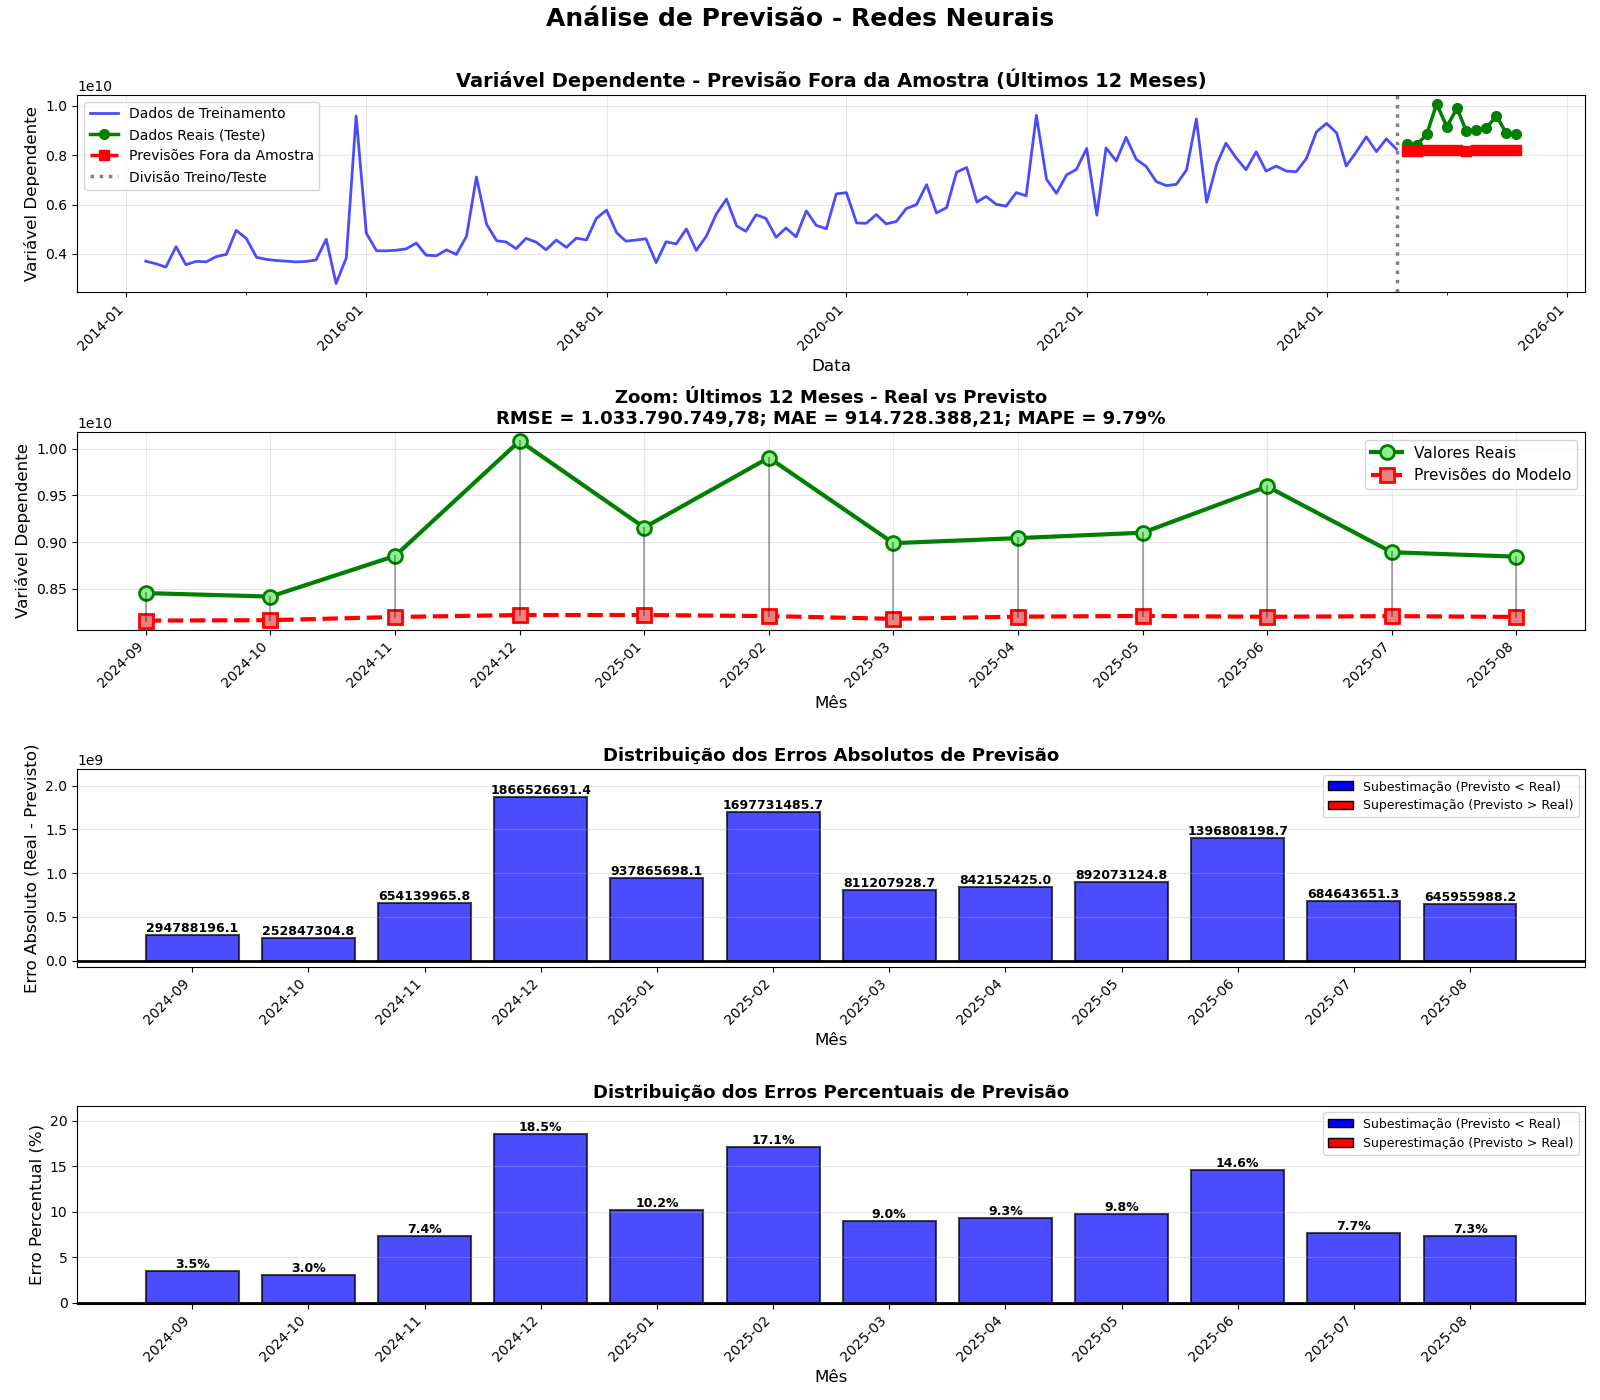 Análise de Previsão - Redes Neurais
Variável Dependente - Previsão Fora da Amostra (Últimos 12 Meses)
1e10
Variável Dependente
1.0
0.8
0.6
0.4
Dados de Treinamento
Dados Reais (Teste)
Previsões Fora da Amostra
Divisão Treino/Teste
2014-01 2016-01 2018-01 2020-01 2022-01 2024-01 2026-01
Data
Zoom: Últimos 12 Meses - Real vs Previsto
RMSE = 1.033.790.749,78; MAE = 914.728.388,21; MAPE = 9.79%
1e10
Variável Dependente
1.00
0.95
0.90
0.85
Valores Reais
Previsões do Modelo
2024-09 2024-10 2024-11 2024-12 2025-01 2025-02 2025-03 2025-04 2025-05 2025-06 2025-07 2025-08
Mês
Distribuição dos Erros Absolutos de Previsão
1e9
Erro Absoluto (Real - Previsto)
2.0
1.5
1.0
0.5
0.0
Subestimação (Previsto < Real)
Superestimação (Previsto > Real)
294788196.1 252847304.8 654139965.8 1866526691.4 937865698.1 1697731485.7 811207928.7 842152425.0 892073124.8 1396808198.7 684643651.3 645955988.2
2024-09 2024-10 2024-11 2024-12 2025-01 2025-02 2025-03 2025-04 2025-05 2025-06 2025-07 2025-08
Mês
Distribuição dos Erros Percentuais de Previsão
Erro Percentual (%)
20
15
10
5
0
Subestimação (Previsto < Real)
Superestimação (Previsto > Real)
3.5% 3.0% 7.4% 18.5% 10.2% 17.1% 9.0% 9.3% 9.8% 14.6% 7.7% 7.3%
2024-09 2024-10 2024-11 2024-12 2025-01 2025-02 2025-03 2025-04 2025-05 2025-06 2025-07 2025-08
Mês